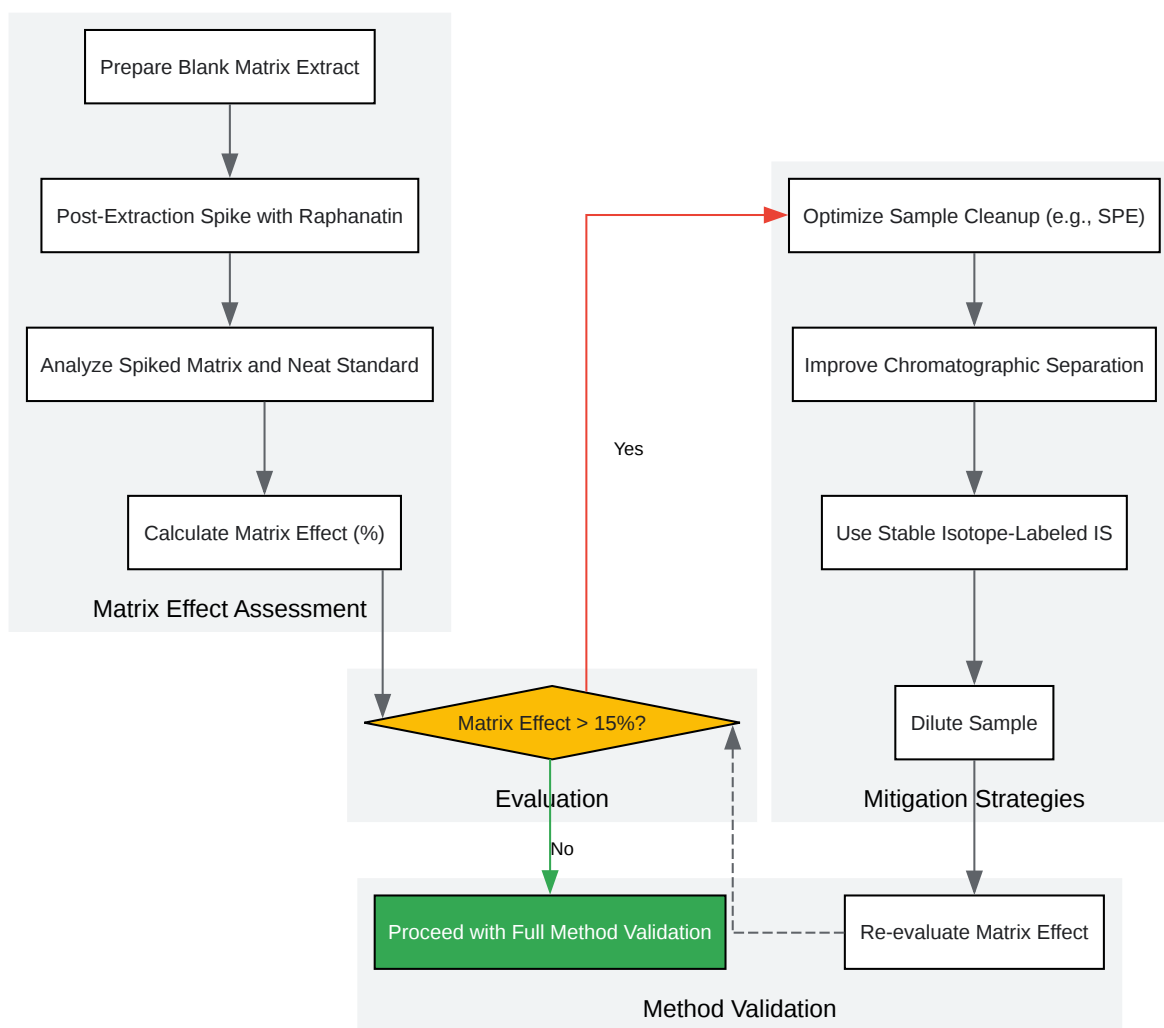 Prepare Blank Matrix Extract
Post-Extraction Spike with Raphanatin
Analyze Spiked Matrix and Neat Standard
Calculate Matrix Effect (%)
Matrix Effect Assessment
Matrix Effect > 15%?
Evaluation
Yes
No
Optimize Sample Cleanup (e.g., SPE)
Improve Chromatographic Separation
Use Stable Isotope-Labeled IS
Dilute Sample
Mitigation Strategies
Proceed with Full Method Validation
Re-evaluate Matrix Effect
Method Validation